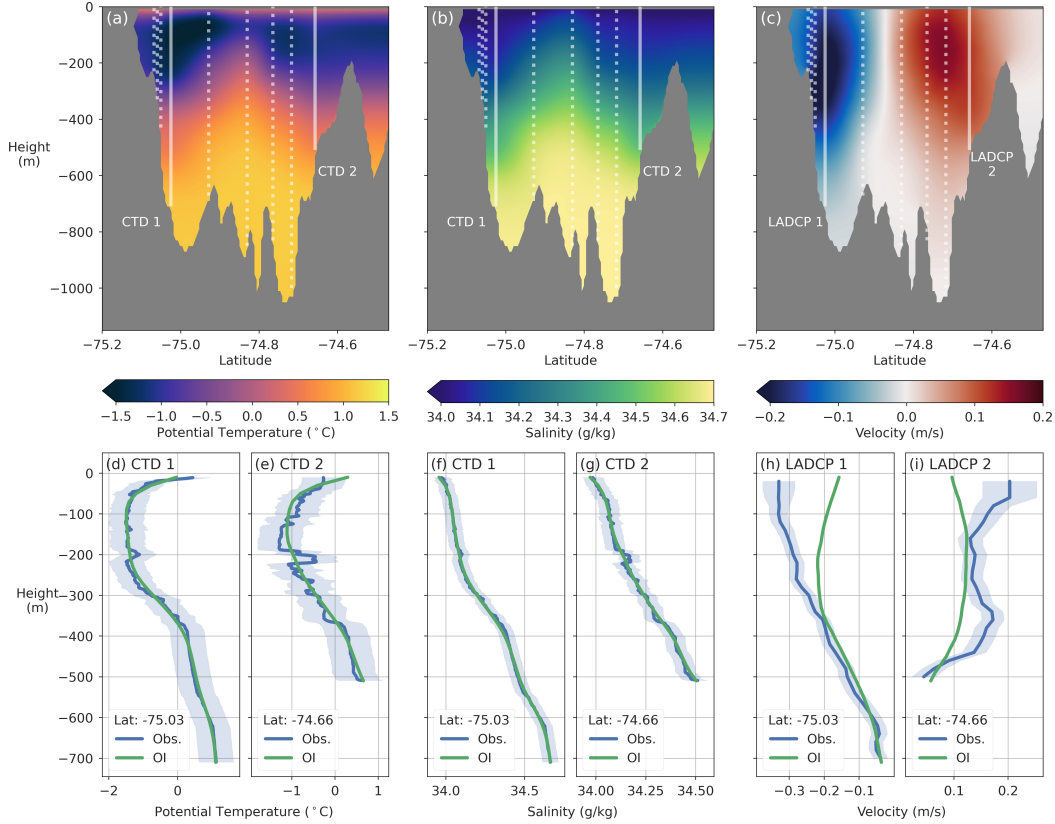 (a)
(b)
(c)
0
−200
−400
−600
−800
−1000
Height
(m)
CTD 1
CTD 2
CTD 1
CTD 2
LADCP 1
LADCP
2
−75.2 −75.0 −74.8 −74.6
−75.2 −75.0 −74.8 −74.6
−75.2 −75.0 −74.8 −74.6
Latitude
Latitude
Latitude
−1.5 −1.0 −0.5 0.0 0.5 1.0 1.5
Potential Temperature (°C)
34.0 34.1 34.2 34.3 34.4 34.5 34.6 34.7
Salinity (g/kg)
−0.2 −0.1 0.0 0.1 0.2
Velocity (m/s)
(d) CTD 1
(e) CTD 2
(f) CTD 1
(g) CTD 2
(h) LADCP 1
(i) LADCP 2
0
−100
−200
−300
−400
−500
−600
−700
Height
(m)
Lat: -75.03
Obs.
OI
Lat: -74.66
Obs.
OI
Lat: -75.03
Obs.
OI
Lat: -74.66
Obs.
OI
Lat: -75.03
Obs.
OI
Lat: -74.66
Obs.
OI
−2 0
−1 0 1
34.0 34.5
34.00 34.25 34.50
−0.3 −0.2 −0.1
0.1 0.2
Potential Temperature (°C)
Salinity (g/kg)
Velocity (m/s)